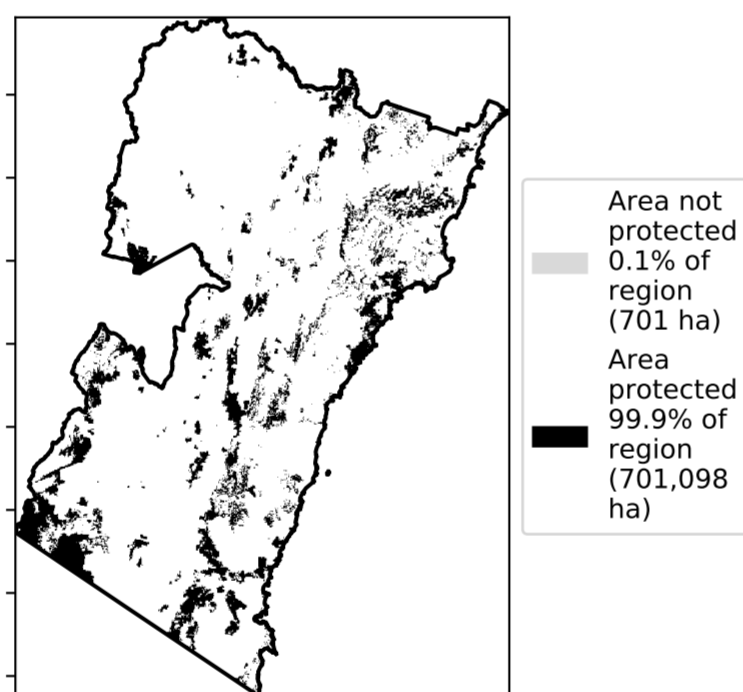 Area not
protected
0.1% of
region
(701 ha)
Area
protected
99.9% of
region
(701,098
ha)